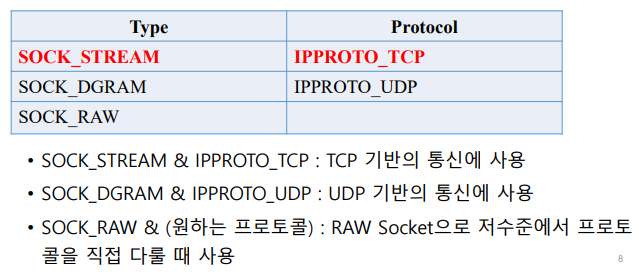 Type Protocol
SOCK_STREAM IPPROTO_TCP
SOCK_DGRAM IPPROTO_UDP
SOCK_RAW
• SOCK_STREAM & IPPROTO_TCP : TCP 기반의 통신에 사용
• SOCK_DGRAM & IPPROTO_UDP : UDP 기반의 통신에 사용
• SOCK_RAW & (원하는 프로토콜) : RAW Socket으로 저수준에서 프로토
콜을 직접 다룰 때 사용
8